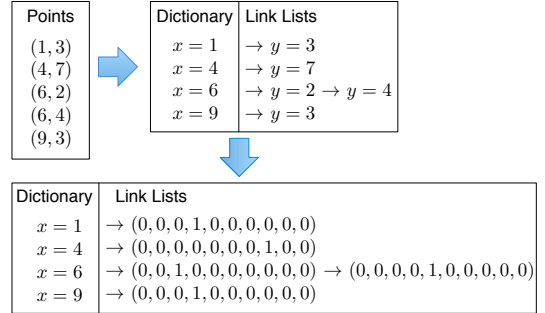 Points
(1, 3)
(4, 7)
(6, 2)
(6, 4)
(9, 3)
Dictionary Link Lists
x = 1 → y = 3
x = 4 → y = 7
x = 6 → y = 2 → y = 4
x = 9 → y = 3
Dictionary Link Lists
x = 1 → (0, 0, 0, 1, 0, 0, 0, 0, 0, 0)
x = 4 → (0, 0, 0, 0, 0, 0, 0, 1, 0, 0)
x = 6 → (0, 0, 1, 0, 0, 0, 0, 0, 0, 0) → (0, 0, 0, 0, 1, 0, 0, 0, 0, 0)
x = 9 → (0, 0, 0, 1, 0, 0, 0, 0, 0, 0)